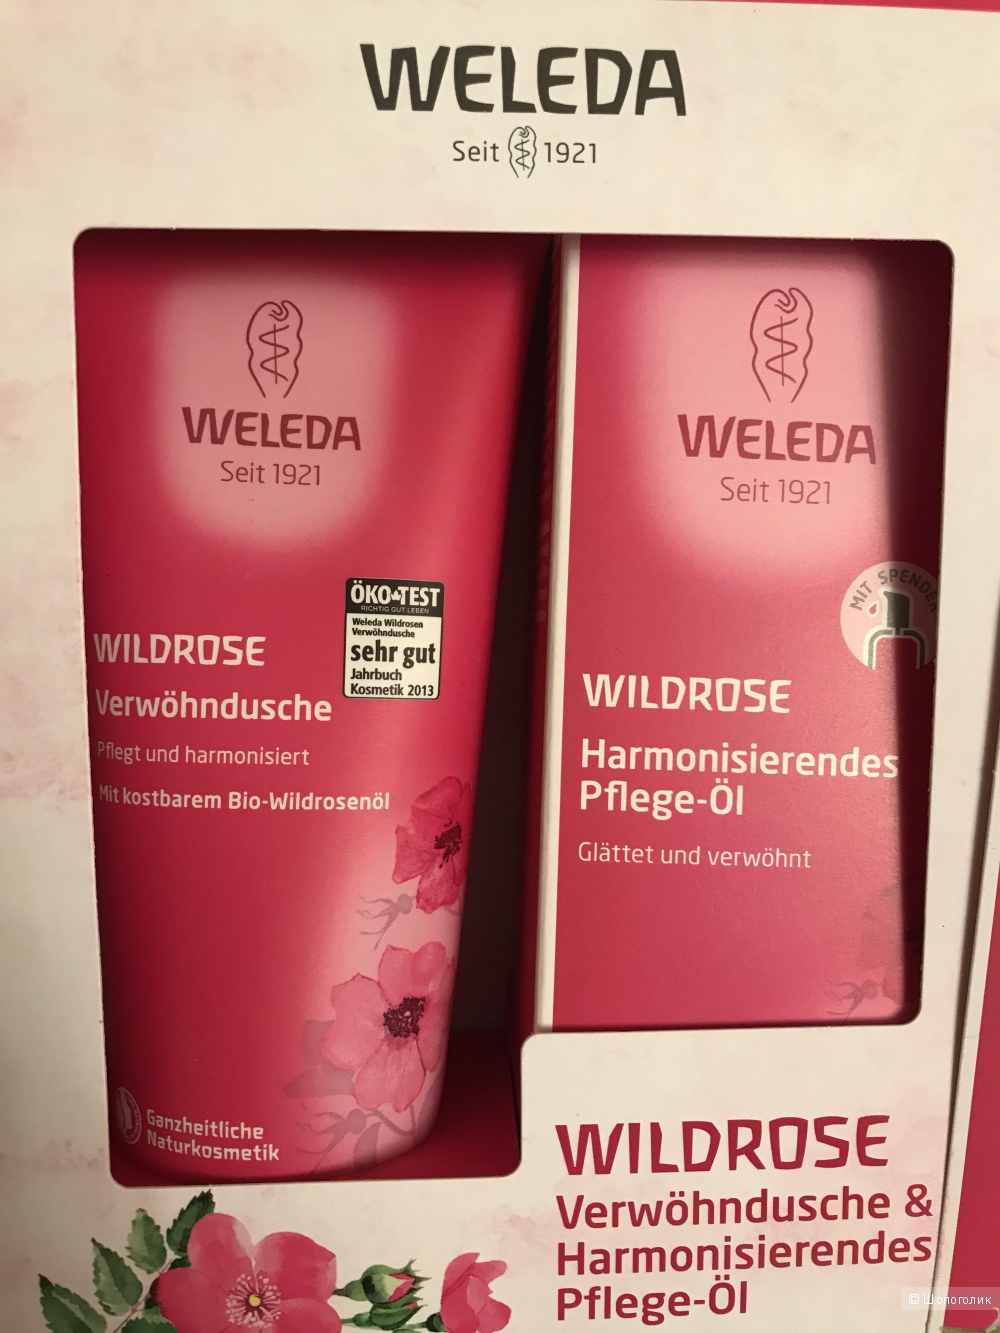 WELEDA
Seit 1921
WELEDA
Seit 1921
ÖKO TEST
RICHTIG GUT LEBEN
Weleda Wildrosen
Verwöhndusche
sehr gut
Jahrbuch
Kosmetik 2013
WILDROSE
Verwöhndusche
Pflegt und harmonisiert
Mit kostbarem Bio-Wildrosenöl
Ganzheitliche
Naturkosmetik
WELEDA
Seit 1921
MIT SPENDER
WILDROSE
Harmonisierendes
Pflege-Öl
Glättet und verwöhnt
WILDROSE
Verwöhndusche &
Harmonisierendes
Pflege-Öl
© Шопоголик